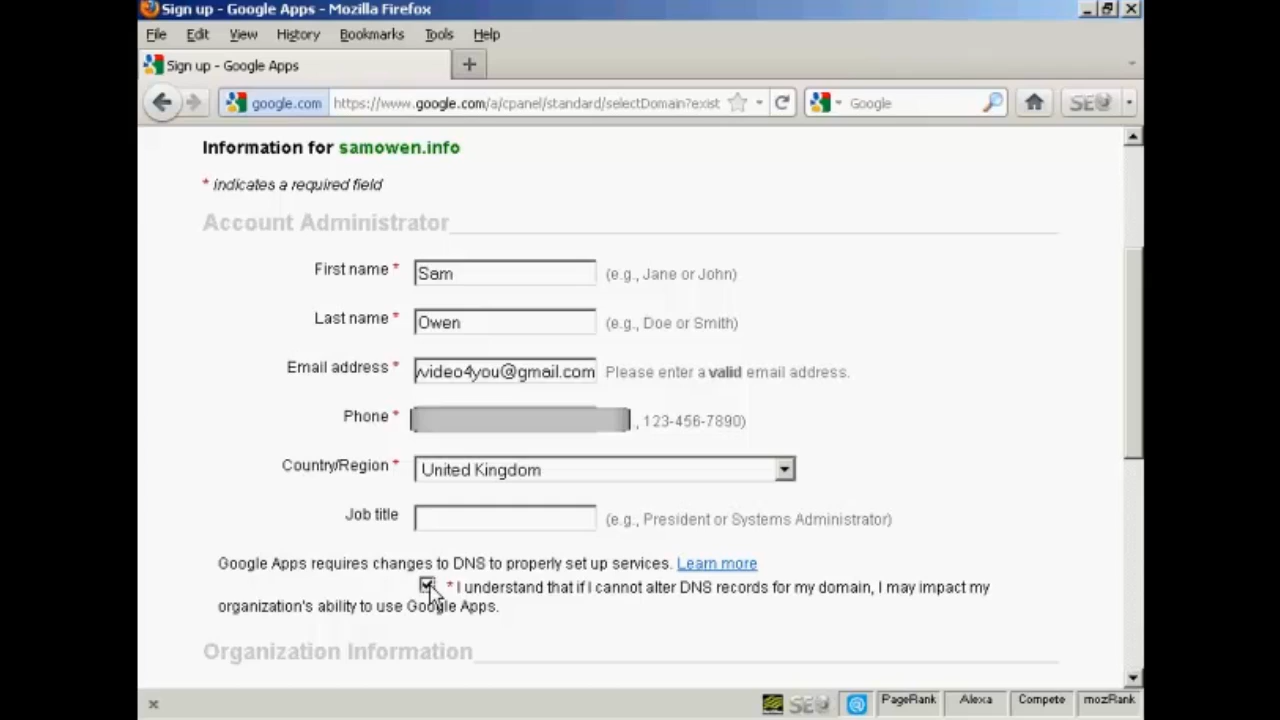 Sign up - Google Apps - Mozilla Firefox
File Edit View History Bookmarks Tools Help
Sign up - Google Apps
google.com https://www.google.com/a/cpanel/standard/selectDomain?exist Google SE
Information for samowen.info
* indicates a required field
Account Administrator
First name * Sam (e.g., Jane or John)
Last name * Owen (e.g., Doe or Smith)
Email address * video4you@gmail.com Please enter a valid email address.
Phone * , 123-456-7890)
Country/Region * United Kingdom
Job title (e.g., President or Systems Administrator)
Google Apps requires changes to DNS to properly set up services. Learn more
* I understand that if I cannot alter DNS records for my domain, I may impact my
organization's ability to use Google Apps.
Organization Information
SE PageRank Alexa Compete mozRank